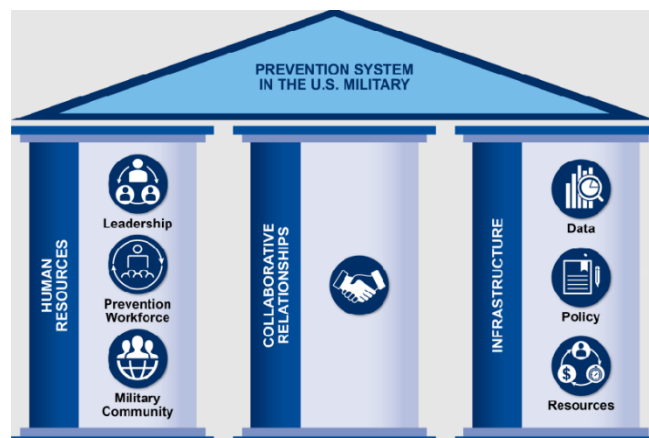 PREVENTION SYSTEM
IN THE U.S. MILITARY
HUMAN
RESOURCES
Leadership
Prevention
Workforce
Military
Community
COLLABORATIVE
RELATIONSHIPS
INFRASTRUCTURE
Data
Policy
$
Resources